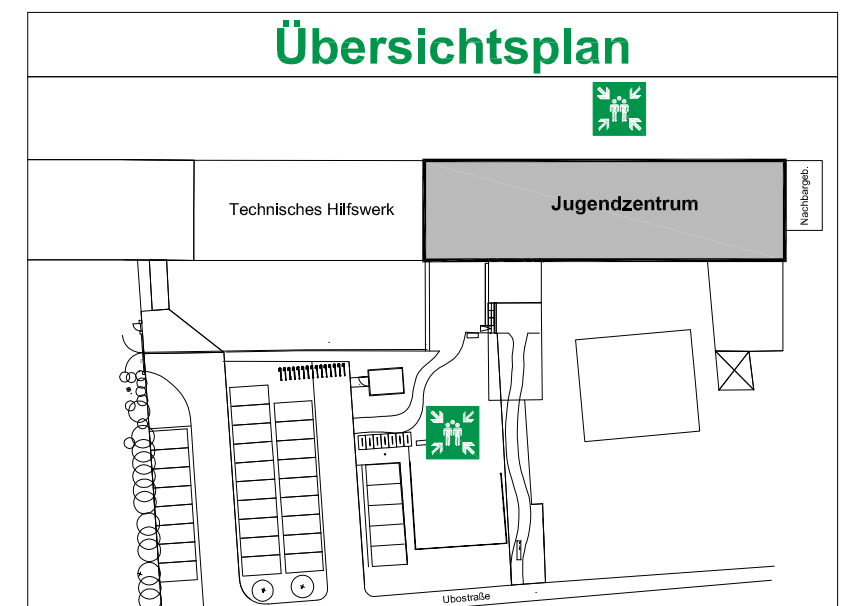 Übersichtsplan
Technisches Hilfswerk
Jugendzentrum
Nachbargeb.
Ubostraße